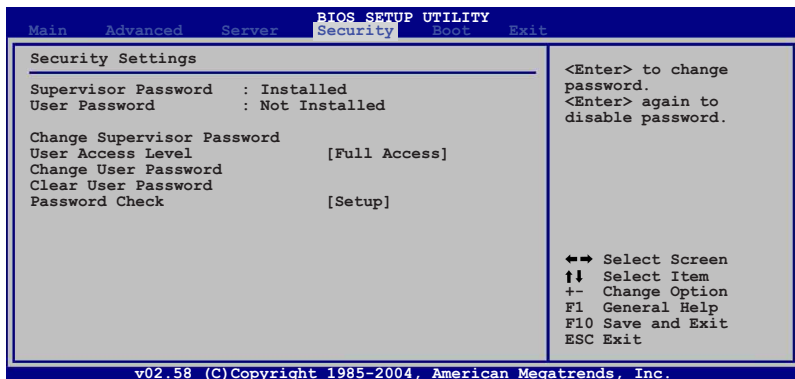 BIOS SETUP UTILITY
Main Advanced Server Security Boot Exit
Security Settings
Supervisor Password : Installed
User Password : Not Installed
Change Supervisor Password
User Access Level [Full Access]
Change User Password
Clear User Password
Password Check [Setup]
<Enter> to change
password.
<Enter> again to
disable password.
←→ Select Screen
↑↓ Select Item
+- Change Option
F1 General Help
F10 Save and Exit
ESC Exit
v02.58 (C)Copyright 1985-2004, American Megatrends, Inc.